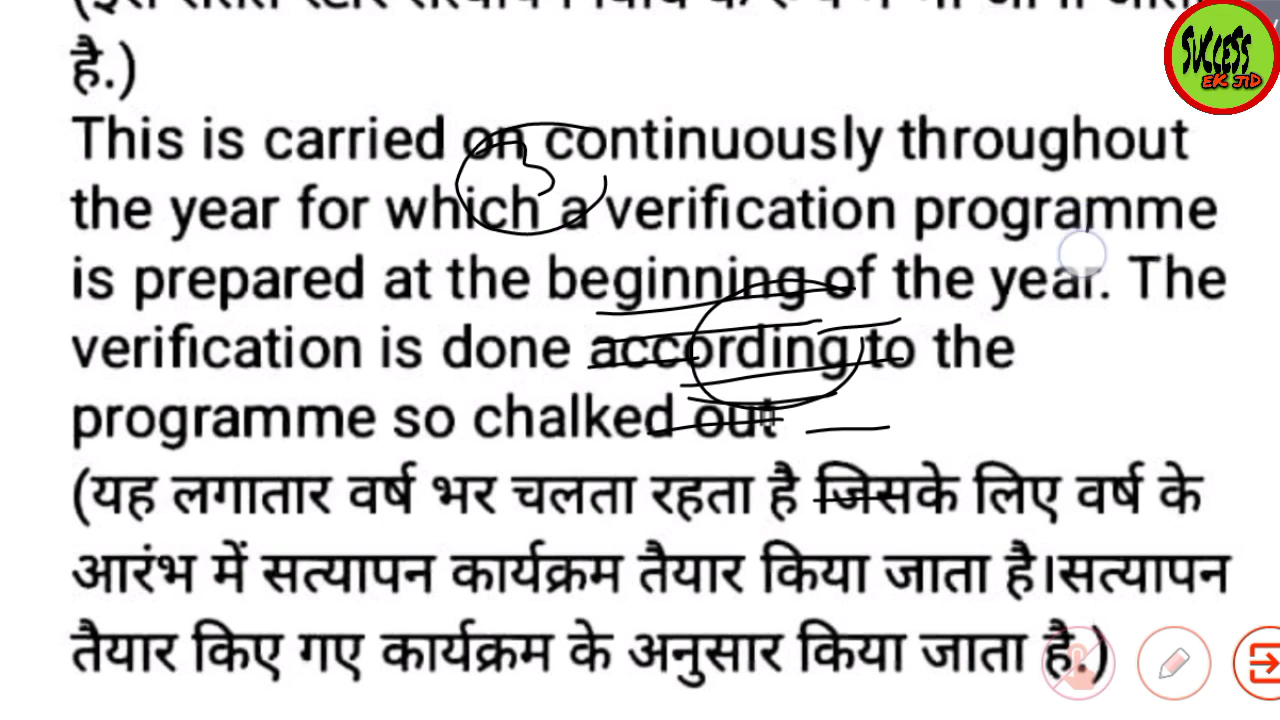 है.)
SUCCESS
EK JID
This is carried on continuously throughout
the year for which a verification programme
is prepared at the beginning of the year. The
verification is done according to the
programme so chalked out
(यह लगातार वर्ष भर चलता रहता है जिसके लिए वर्ष के
आरंभ में सत्यापन कार्यक्रम तैयार किया जाता है।सत्यापन
तैयार किए गए कार्यक्रम के अनुसार किया जाता है.)